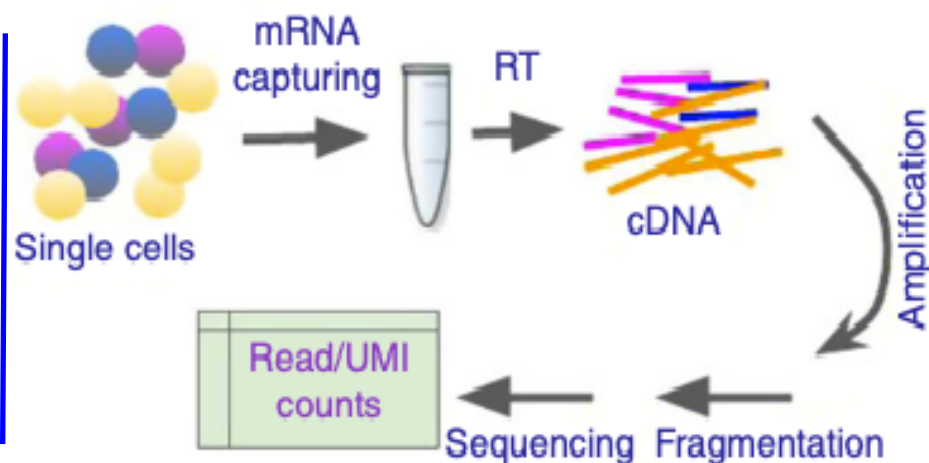 mRNA
capturing
RT
Single cells
cDNA
Amplification
Read/UMI
counts
Sequencing
Fragmentation